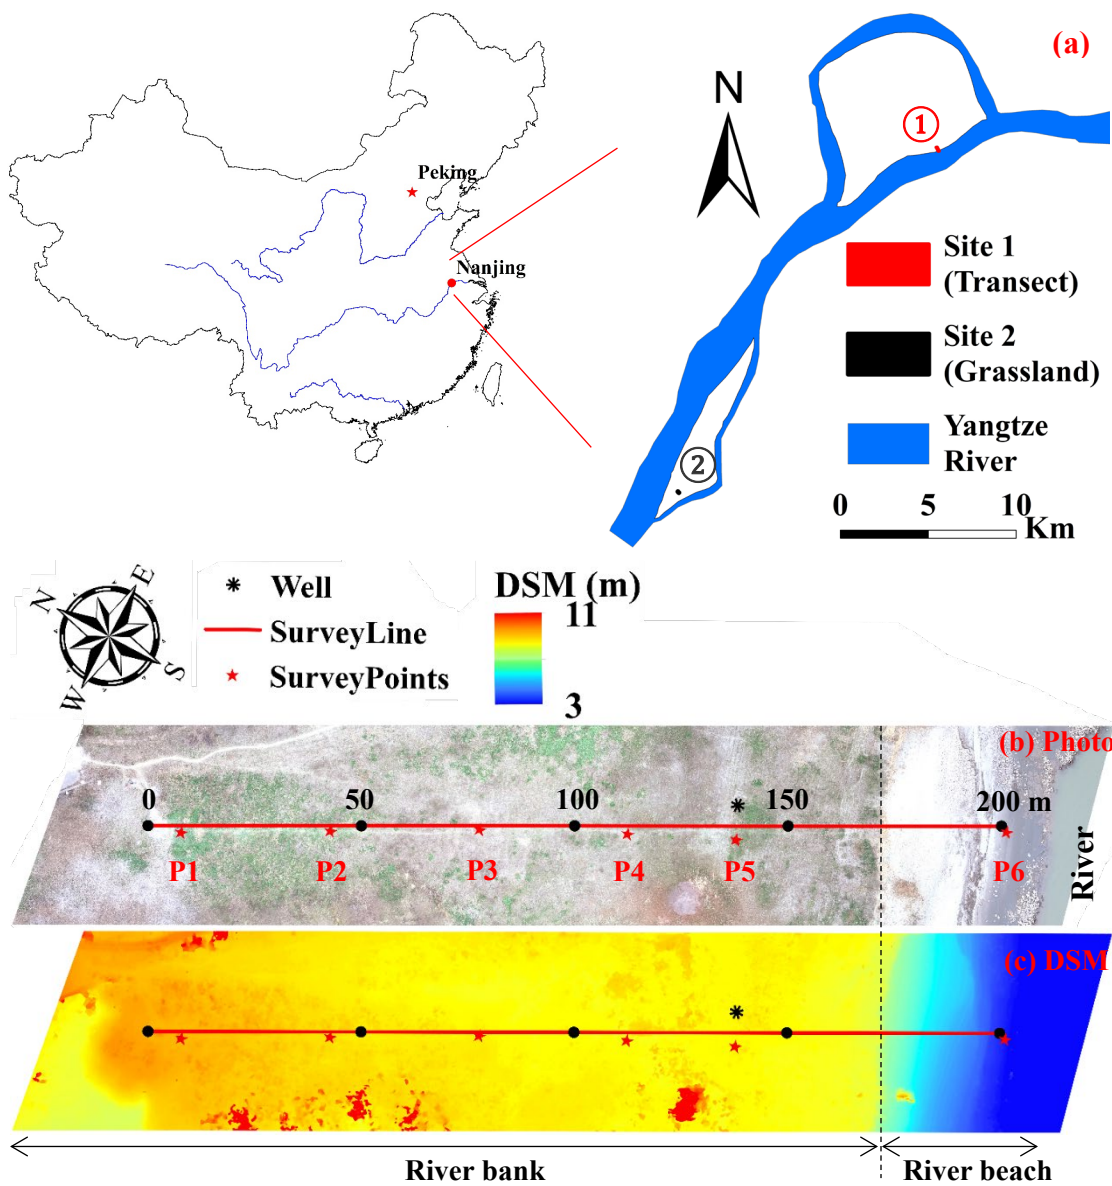 (a)
N
1
Peking
Nanjing
Site 1
(Transect)
Site 2
(Grassland)
Yangtze
River
2
0 5 10
Km
N
E
W
S
Well
SurveyLine
SurveyPoints
DSM (m)
11
3
(b) Photo
0 50 100 150 200 m
P1 P2 P3 P4 P5 P6
River
(c) DSM
River bank
River beach